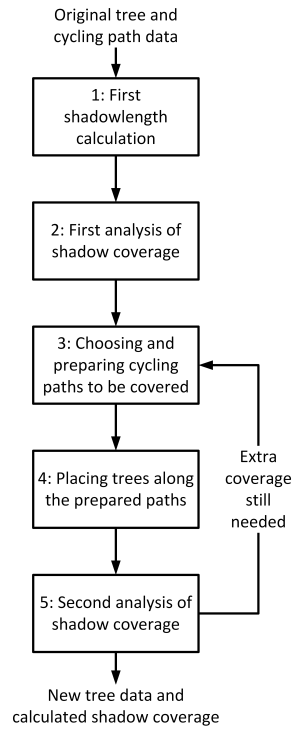 Original tree and
cycling path data
1: First
shadowlength
calculation
2: First analysis of
shadow coverage
3: Choosing and
preparing cycling
paths to be covered
Extra
coverage
still
needed
4: Placing trees along
the prepared paths
5: Second analysis of
shadow coverage
New tree data and
calculated shadow coverage